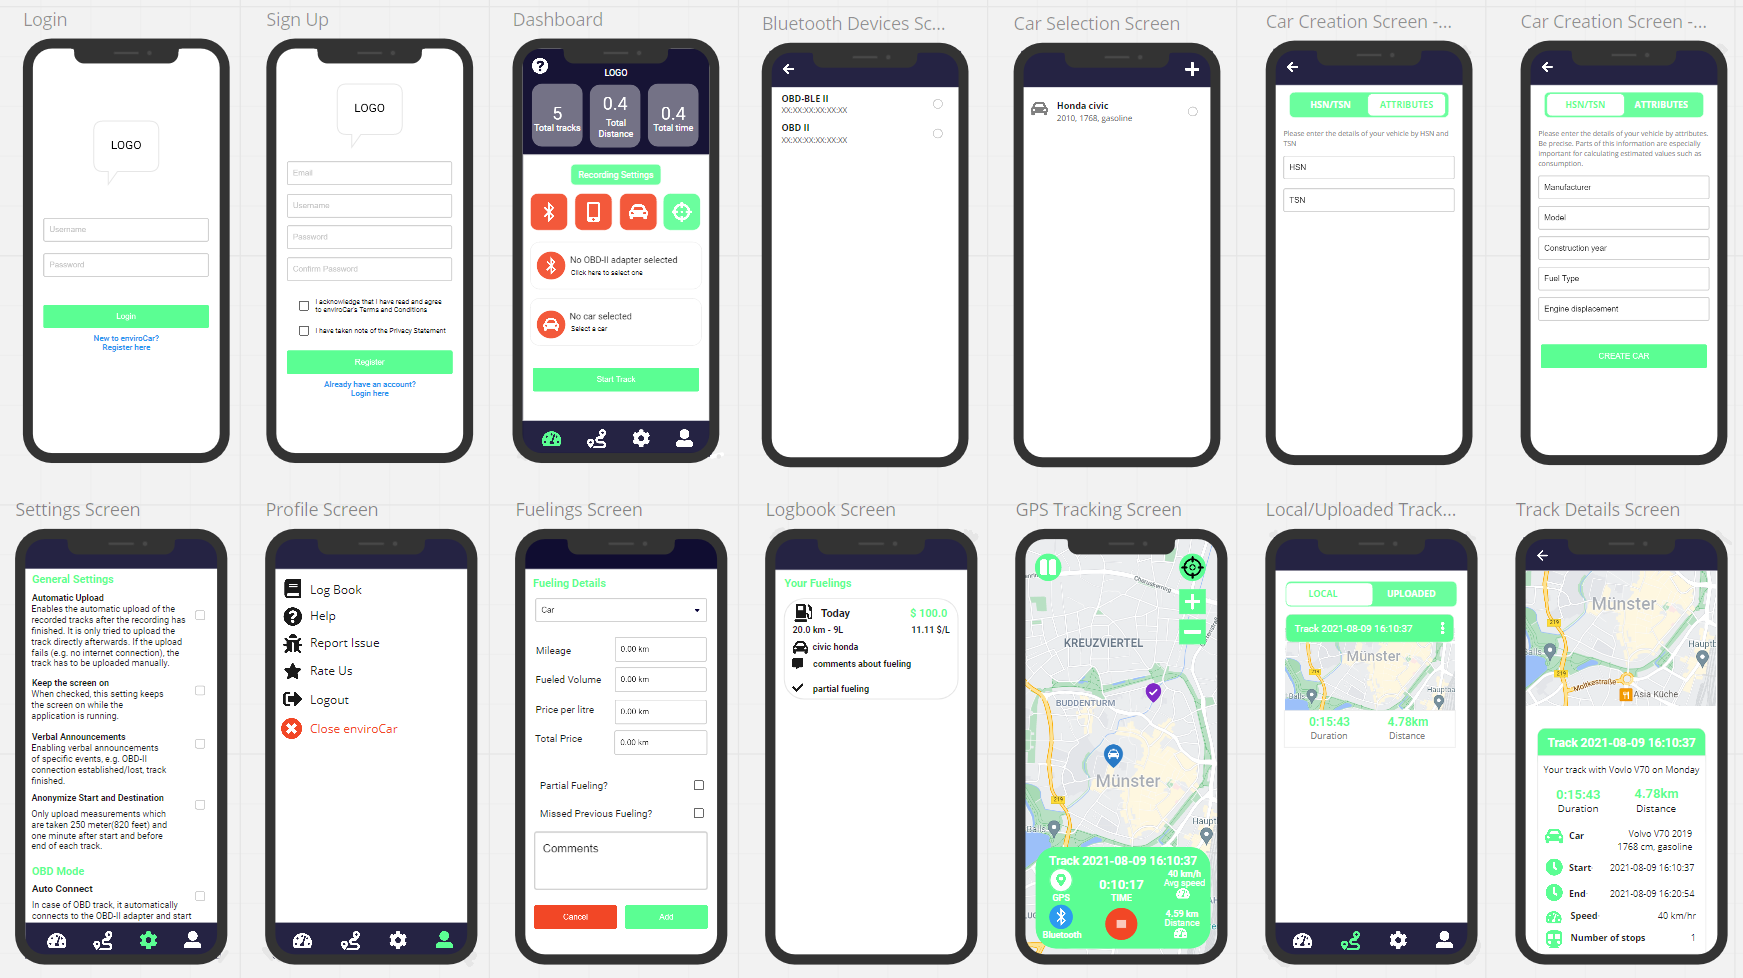 Login
LOGO
Username
Password
Login
New to enviroCar?
Register here
Sign Up
LOGO
Email
Username
Password
Confirm Password
I acknowledge that I have read and agree
to enviroCar's Terms and Conditions
I have taken note of the Privacy Statement
Register
Already have an account?
Login here
Dashboard
LOGO
5
Total tracks
0.4
Total
Distance
0.4
Total time
Recording Settings
No OBD-II adapter selected
Click here to select one
No car selected
Select a car
Start Track
Bluetooth Devices Sc...
OBD-BLE II
XX:XX:XX:XX:XX:XX
OBD II
XX:XX:XX:XX:XX:XX
Car Selection Screen
Honda civic
2010, 1768, gasoline
Car Creation Screen -...
HSN/TSN
ATTRIBUTES
Please enter the details of your vehicle by HSN and
TSN
HSN
TSN
Car Creation Screen -...
HSN/TSN
ATTRIBUTES
Please enter the details of your vehicle by attributes.
Be precise. Parts of this information are especially
important for calculating estimated values such as
consumption.
Manufacturer
Model
Construction year
Fuel Type
Engine displacement
CREATE CAR
Settings Screen
General Settings
Automatic Upload
Enables the automatic upload of the
recorded tracks after the recording has
finished. It is only tried to upload the
track directly afterwards. If the upload
fails (e.g. no internet connection), the
track has to be uploaded manually.
Keep the screen on
When checked, this setting keeps
the screen on while the
application is running.
Verbal Announcements
Enabling verbal announcements
of specific events, e.g. OBD-II
connection established/lost, track
finished.
Anonymize Start and Destination
Only upload measurements which
are taken 250 meter(820 feet) and
one minute after start and before
end of each track.
OBD Mode
Auto Connect
In case of OBD track, it automatically
connects to the OBD-II adapter and start
Profile Screen
Log Book
Help
Report Issue
Rate Us
Logout
Close enviroCar
Fuelings Screen
Fueling Details
Car
Mileage
0.00 km
Fueled Volume
0.00 km
Price per litre
0.00 km
Total Price
0.00 km
Partial Fueling?
Missed Previous Fueling?
Comments
Cancel
Add
Logbook Screen
Your Fuelings
Today
$ 100.0
20.0 km - 9L
11.11 $/L
civic honda
comments about fueling
partial fueling
GPS Tracking Screen
KREUZVIERTEL
BUDDENTURM
Münster
219
219
Haupt
Track 2021-08-09 16:10:37
GPS
0:10:17
TIME
40 km/h
Avg speed
Bluetooth
4.59 km
Distance
Local/Uploaded Track...
LOCAL
UPLOADED
Track 2021-08-09 16:10:37
Münster
Hauptba
0:15:43
Duration
4.78km
Distance
Track Details Screen
Münster
219
219
Hauptb
Moltkestraße
Asia Küche
Track 2021-08-09 16:10:37
Your track with Vovlo V70 on Monday
0:15:43
Duration
4.78km
Distance
Car
Volvo V70 2019
1768 cm, gasoline
Start
2021-08-09 16:10:37
End
2021-08-09 16:20:54
Speed
40 km/hr
Number of stops
1